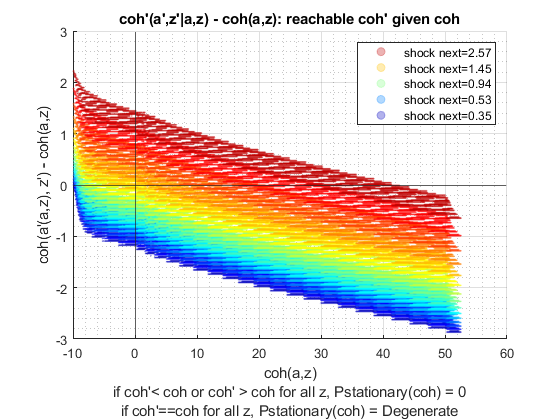 coh'(a',z'|a,z) - coh(a,z): reachable coh' given coh
3
2
1
0
-1
-2
-3
coh(a'(a,z), z') - coh(a,z)
shock next=2.57
shock next=1.45
shock next=0.94
shock next=0.53
shock next=0.35
-10 0 10 20 30 40 50 60
coh(a,z)
if coh'< coh or coh' > coh for all z, Pstationary(coh) = 0
if coh'==coh for all z, Pstationary(coh) = Degenerate